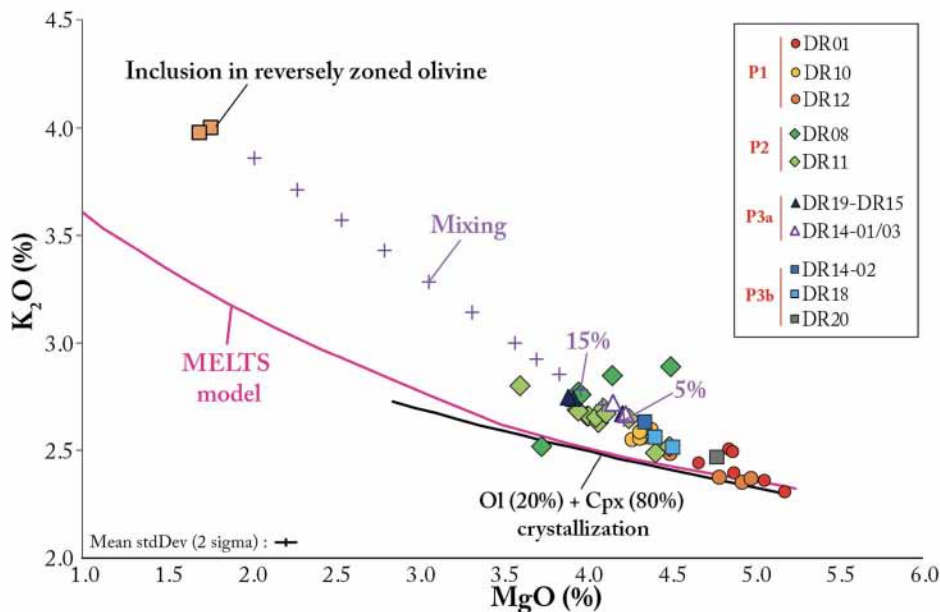 4.5
Inclusion in reversely zoned olivine
4.0
3.5
3.0
2.5
2.0
K₂O (%)
Mixing
MELTS
model
15%
5%
Ol (20%) + Cpx (80%)
crystallization
Mean stdDev (2 sigma) :
1.0
1.5
2.0
2.5
3.0
3.5
4.0
4.5
5.0
5.5
6.0
MgO (%)
P1
DR01
DR10
DR12
P2
DR08
DR11
P3a
DR19-DR15
DR14-01/03
P3b
DR14-02
DR18
DR20